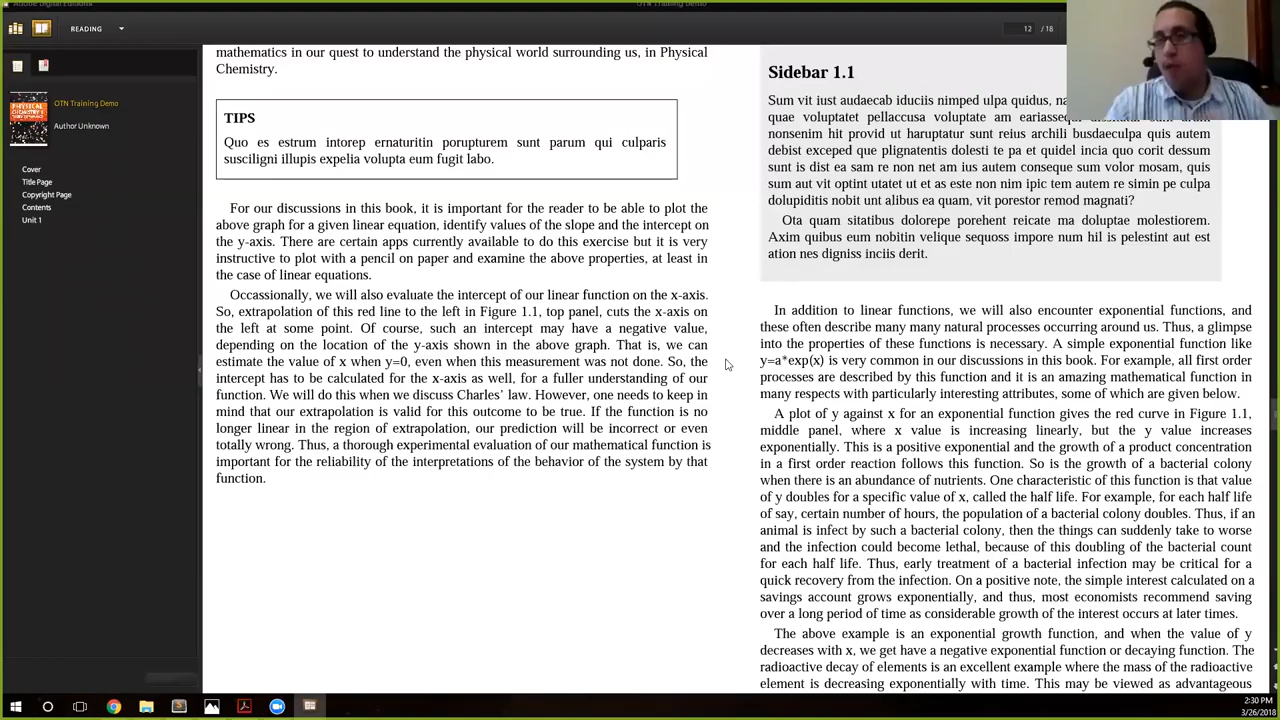 Adobe Digital Editions
OTN Training Demo
READING
12 / 18
OTN Training Demo
Author Unknown
Cover
Title Page
Copyright Page
Contents
Unit 1
mathematics in our quest to understand the physical world surrounding us, in Physical
Chemistry.
TIPS
Quo es estrum intorep ernaturitin porupturem sunt parum qui culparis
susciligni illupis expelia volupta eum fugit labo.
For our discussions in this book, it is important for the reader to be able to plot the
above graph for a given linear equation, identify values of the slope and the intercept on
the y-axis. There are certain apps currently available to do this exercise but it is very
instructive to plot with a pencil on paper and examine the above properties, at least in
the case of linear equations.
Occassionally, we will also evaluate the intercept of our linear function on the x-axis.
So, extrapolation of this red line to the left in Figure 1.1, top panel, cuts the x-axis on
the left at some point. Of course, such an intercept may have a negative value,
depending on the location of the y-axis shown in the above graph. That is, we can
estimate the value of x when y=0, even when this measurement was not done. So, the
intercept has to be calculated for the x-axis as well, for a fuller understanding of our
function. We will do this when we discuss Charles' law. However, one needs to keep in
mind that our extrapolation is valid for this outcome to be true. If the function is no
longer linear in the region of extrapolation, our prediction will be incorrect or even
totally wrong. Thus, a thorough experimental evaluation of our mathematical function is
important for the reliability of the interpretations of the behavior of the system by that
function.
Sidebar 1.1
Sum vit iust audaecab iduciis nimped ulpa quidus,
quae voluptatet pellaccusa voluptate am eariassequi
nonsenim hit provid ut haruptatur sunt reius archili busdaeculpa quis autem
debist exceped que plignatentis dolesti te pa et quidel incia quo corit dessum
sunt is dist ea sam re non net am ius autem conseque sum volor mosam, quis
sum aut vit optint utatet ut et as este non nim ipic tem autem re simin pe culpa
dolupiditis nobit unt alibus ea quam, vit porestor remod magnati?
Ota quam sitatibus dolorepe porehent reicate ma doluptae molestiorem.
Axim quibus eum nobitin velique sequoss impore num hil is pelestint aut est
ation nes digniss inciis derit.
In addition to linear functions, we will also encounter exponential functions, and
these often describe many many natural processes occurring around us. Thus, a glimpse
into the properties of these functions is necessary. A simple exponential function like
y=a*exp(x) is very common in our discussions in this book. For example, all first order
processes are described by this function and it is an amazing mathematical function in
many respects with particularly interesting attributes, some of which are given below.
A plot of y against x for an exponential function gives the red curve in Figure 1.1,
middle panel, where x value is increasing linearly, but the y value increases
exponentially. This is a positive exponential and the growth of a product concentration
in a first order reaction follows this function. So is the growth of a bacterial colony
when there is an abundance of nutrients. One characteristic of this function is that value
of y doubles for a specific value of x, called the half life. For example, for each half life
of say, certain number of hours, the population of a bacterial colony doubles. Thus, if an
animal is infect by such a bacterial colony, then the things can suddenly take to worse
and the infection could become lethal, because of this doubling of the bacterial count
for each half life. Thus, early treatment of a bacterial infection may be critical for a
quick recovery from the infection. On a positive note, the simple interest calculated on a
savings account grows exponentially, and thus, most economists recommend saving
over a long period of time as considerable growth of the interest occurs at later times.
The above example is an exponential growth function, and when the value of y
decreases with x, we get have a negative exponential function or decaying function. The
radioactive decay of elements is an excellent example where the mass of the radioactive
element is decreasing exponentially with time. This may be viewed as advantageous
2:30 PM
3/26/2018